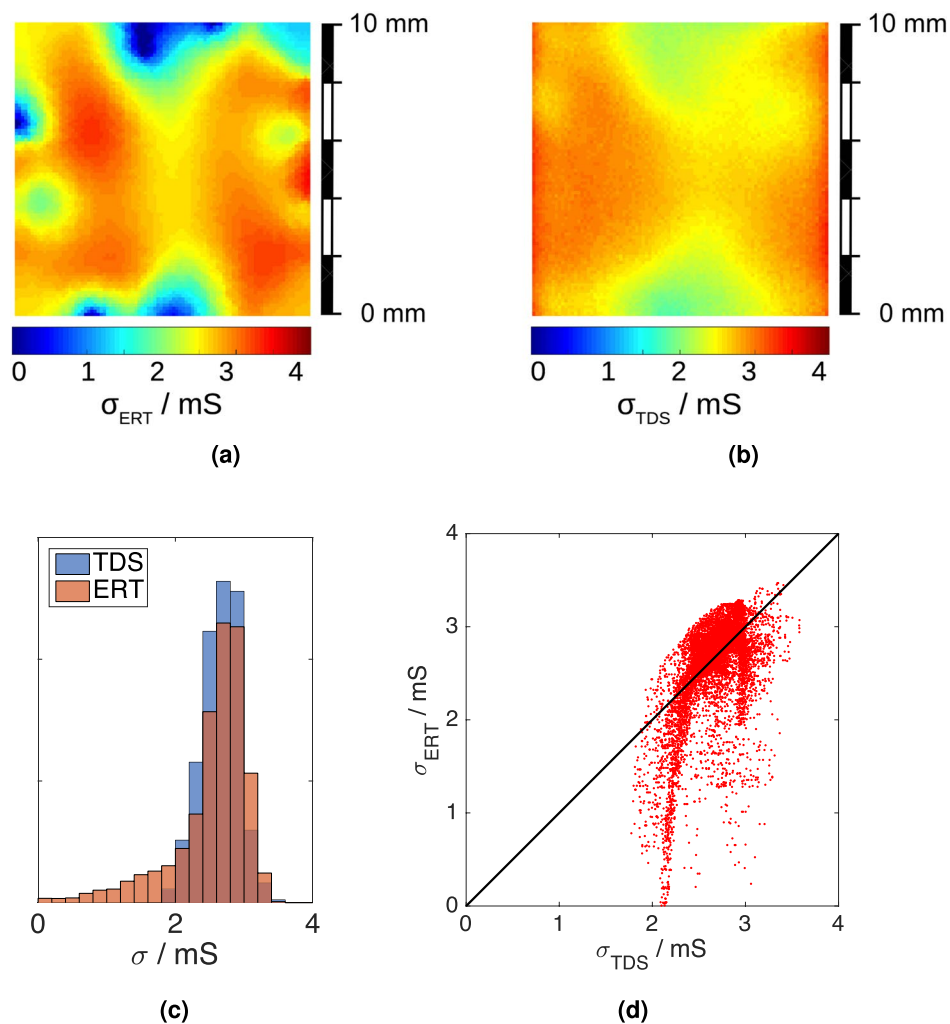 10 mm
0 mm
0 1 2 3 4
σERT / mS
(a)
10 mm
0 mm
0 1 2 3 4
σTDS / mS
(b)
TDS
ERT
0 2 4
σ / mS
(c)
4
3
2
1
0
σERT / mS
0 1 2 3 4
σTDS / mS
(d)